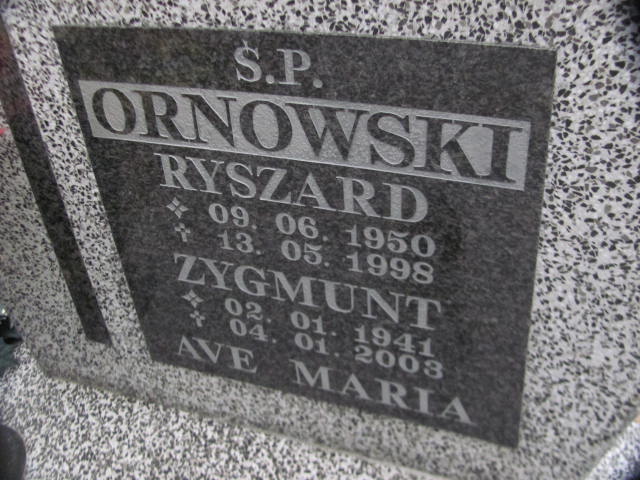 Ś.P.
ORNOWSKI
RYSZARD
09. 06. 1950
13. 05. 1998
ZYGMUNT
02. 01. 1941
04. 01. 2003
AVE MARIA